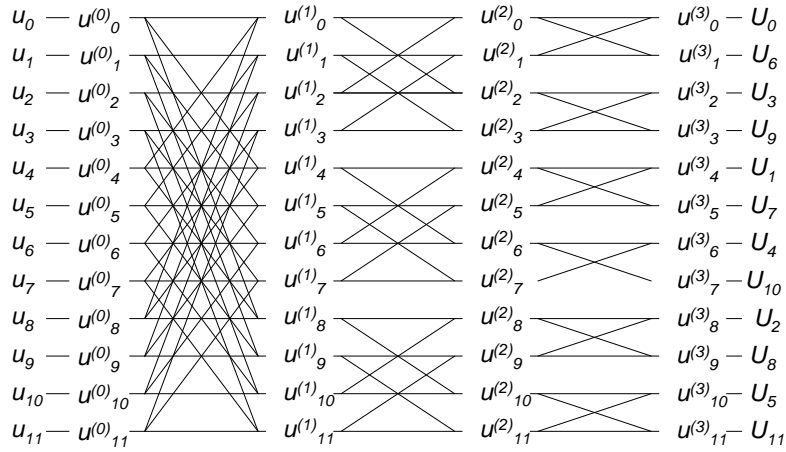 u₀ — u⁽⁰⁾₀ u⁽¹⁾₀ u⁽²⁾₀ u⁽³⁾₀ — U₀
u₁ — u⁽⁰⁾₁ u⁽¹⁾₁ u⁽²⁾₁ u⁽³⁾₁ — U₆
u₂ — u⁽⁰⁾₂ u⁽¹⁾₂ u⁽²⁾₂ u⁽³⁾₂ — U₃
u₃ — u⁽⁰⁾₃ u⁽¹⁾₃ u⁽²⁾₃ u⁽³⁾₃ — U₉
u₄ — u⁽⁰⁾₄ u⁽¹⁾₄ u⁽²⁾₄ u⁽³⁾₄ — U₁
u₅ — u⁽⁰⁾₅ u⁽¹⁾₅ u⁽²⁾₅ u⁽³⁾₅ — U₇
u₆ — u⁽⁰⁾₆ u⁽¹⁾₆ u⁽²⁾₆ u⁽³⁾₆ — U₄
u₇ — u⁽⁰⁾₇ u⁽¹⁾₇ u⁽²⁾₇ u⁽³⁾₇ — U₁₀
u₈ — u⁽⁰⁾₈ u⁽¹⁾₈ u⁽²⁾₈ u⁽³⁾₈ — U₂
u₉ — u⁽⁰⁾₉ u⁽¹⁾₉ u⁽²⁾₉ u⁽³⁾₉ — U₈
u₁₀ — u⁽⁰⁾₁₀ u⁽¹⁾₁₀ u⁽²⁾₁₀ u⁽³⁾₁₀ — U₅
u₁₁ — u⁽⁰⁾₁₁ u⁽¹⁾₁₁ u⁽²⁾₁₁ u⁽³⁾₁₁ — U₁₁